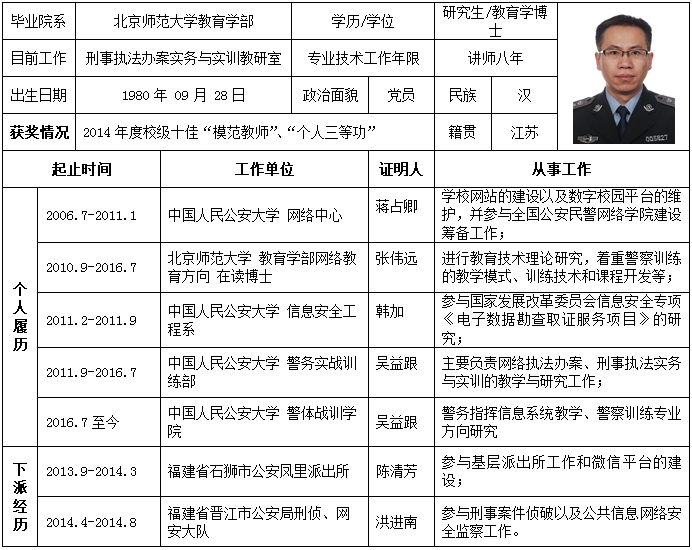 毕业院系 北京师范大学教育学部 学历/学位 研究生/教育学博
士
目前工作 刑事执法办案实务与实训教研室 专业技术工作年限 讲师八年
出生日期 1980年 09月 28日 政治面貌 党员 民族 汉
获奖情况 2014年度校级十佳“模范教师”、“个人三等功” 籍贯 江苏
005827
起止时间 工作单位 证明人 从事工作
个人履历
2006.7-2011.1 中国人民公安大学 网络中心 蒋占卿 学校网站的建设以及数字校园平台的维
护，并参与全国公安民警网络学院建设
筹备工作；
2010.9-2016.7 北京师范大学 教育学部网络教 张伟远 进行教育技术理论研究，着重警察训练
育方向 在读博士 的教学模式、训练技术和课程开发等；
2011.2-2011.9 中国人民公安大学 信息安全工 韩加 参与国家发展改革委员会信息安全专项
程系 《电子数据勘查取证服务项目》的研
究；
2011.9-2016.7 中国人民公安大学 警务实战训 吴益跟 主要负责网络执法办案、刑事执法实务
练部 与实训的教学与研究工作；
2016.7至今 中国人民公安大学 警体战训学 吴益跟 警务指挥信息系统教学、警察训练专业
院 方向研究
下派经历
2013.9-2014.3 福建省石狮市公安凤里派出所 陈清芳 参与基层派出所工作和微信平台的建
设；
2014.4-2014.8 福建省晋江市公安局刑侦、网 洪进南 参与刑事案件侦破以及公共信息网络安
安大队 全监察工作。